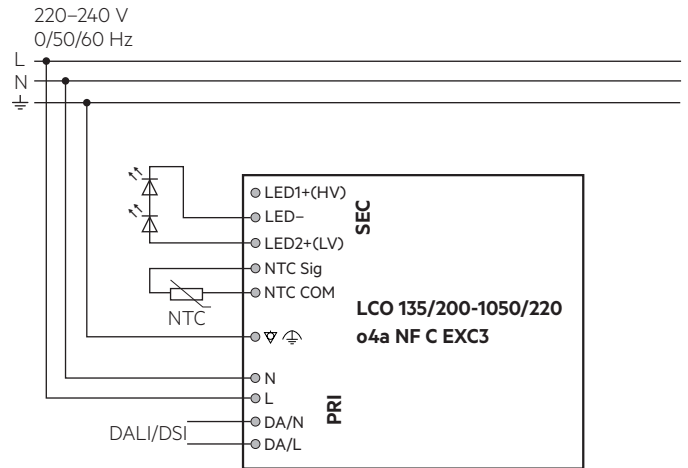 220–240 V
0/50/60 Hz
L
N
LED1+(HV)
LED–
LED2+(LV)
SEC
NTC Sig
NTC COM
NTC
LCO 135/200-1050/220
o4a NF C EXC3
N
L
PRI
DA/N
DALI/DSI
DA/L